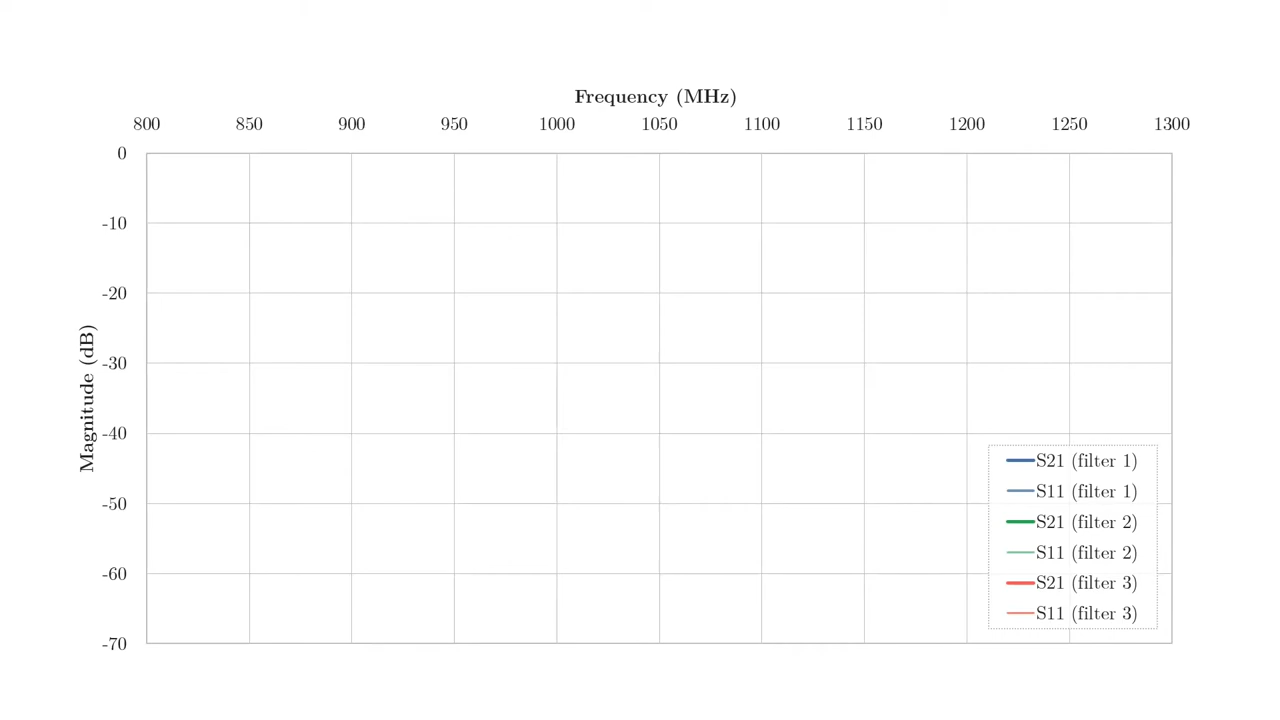 Frequency (MHz)
800 850 900 950 1000 1050 1100 1150 1200 1250 1300
0
-10
-20
-30
-40
-50
-60
-70
Magnitude (dB)
S21 (filter 1)
S11 (filter 1)
S21 (filter 2)
S11 (filter 2)
S21 (filter 3)
S11 (filter 3)